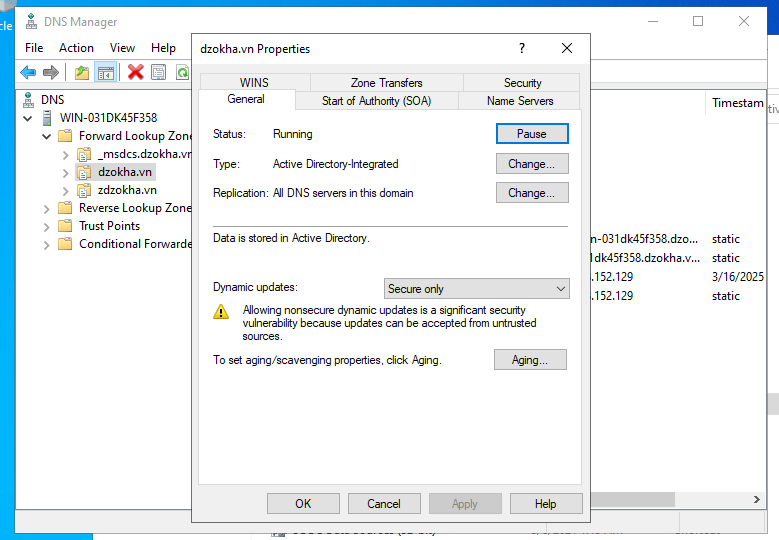 cle
DNS Manager
File Action View Help
DNS
WIN-031DK45F358
Forward Lookup Zone
_msdcs.dzokha.vn
dzokha.vn
zdzokha.vn
Reverse Lookup Zone
Trust Points
Conditional Forwarde
dzokha.vn Properties
?
WINS Zone Transfers Security
General Start of Authority (SOA) Name Servers
Status: Running Pause
Type: Active Directory-Integrated Change...
Replication: All DNS servers in this domain Change...
Data is stored in Active Directory.
Dynamic updates: Secure only
Allowing nonsecure dynamic updates is a significant security
vulnerability because updates can be accepted from untrusted
sources.
To set aging/scavenging properties, click Aging. Aging...
OK Cancel Apply Help
Timestam
n-031dk45f358.dzo... static
dk45f358.dzokha.v... static
.152.129 3/16/2025
.152.129 static